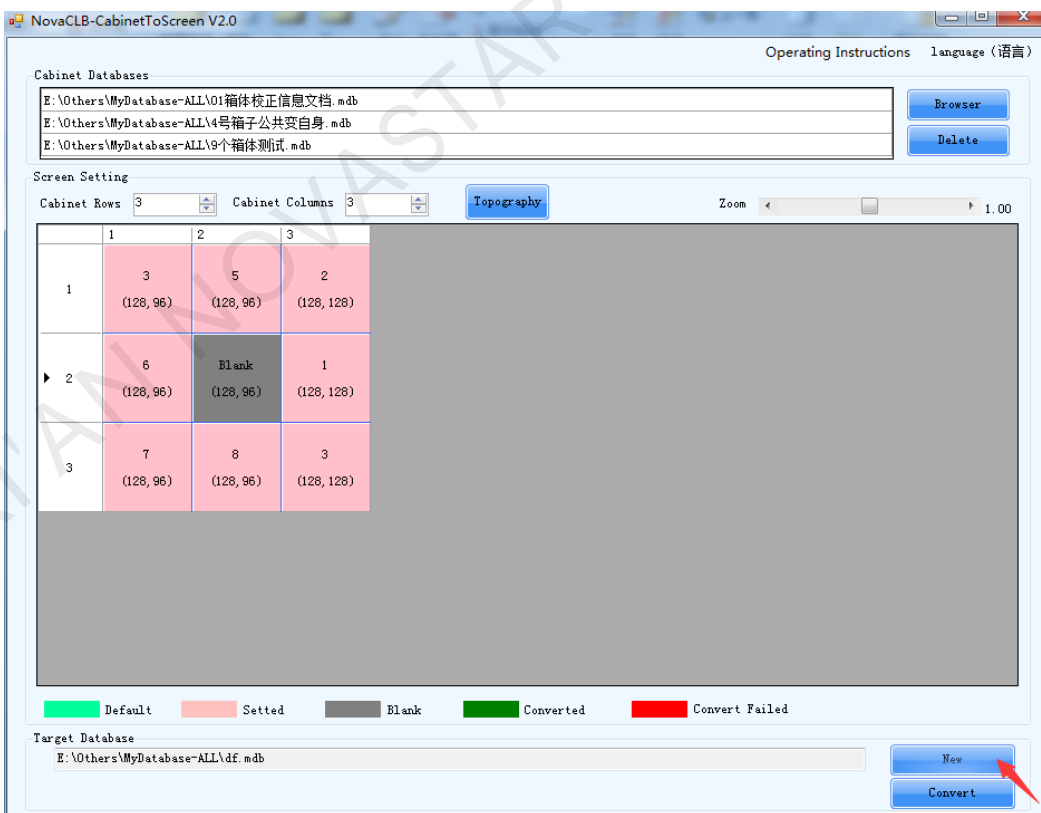 NovaCLB-CabinetToScreen V2.0
Operating Instructions language (语言)
Cabinet Databases
E:\Others\MyDatabase-ALL\01箱体校正信息文档.mdb
Browser
E:\Others\MyDatabase-ALL\4号箱子公共变自身.mdb
E:\Others\MyDatabase-ALL\9个箱体测试.mdb
Delete
Screen Setting
Cabinet Rows 3 Cabinet Columns 3 Topography Zoom 1.00
1 2 3
1
3 5 2
(128, 96) (128, 96) (128, 128)
2
6 Blank 1
(128, 96) (128, 96) (128, 128)
3
7 8 3
(128, 96) (128, 96) (128, 128)
Default Setted Blank Converted Convert Failed
Target Database
E:\Others\MyDatabase-ALL\df.mdb
New
Convert
XI'AN NOVASTAR